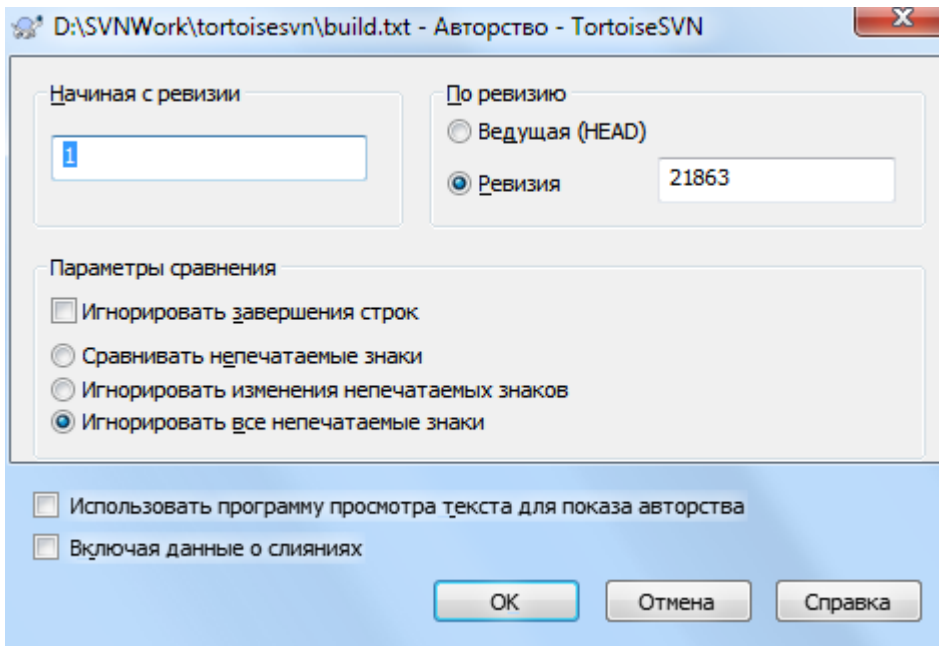 D:\SVNWork\tortoisesvn\build.txt - Авторство - TortoiseSVN
Начиная с ревизии
1
По ревизию
Ведущая (HEAD)
Ревизия 21863
Параметры сравнения
Игнорировать завершения строк
Сравнивать непечатаемые знаки
Игнорировать изменения непечатаемых знаков
Игнорировать все непечатаемые знаки
Использовать программу просмотра текста для показа авторства
Включая данные о слияниях
OK Отмена Справка